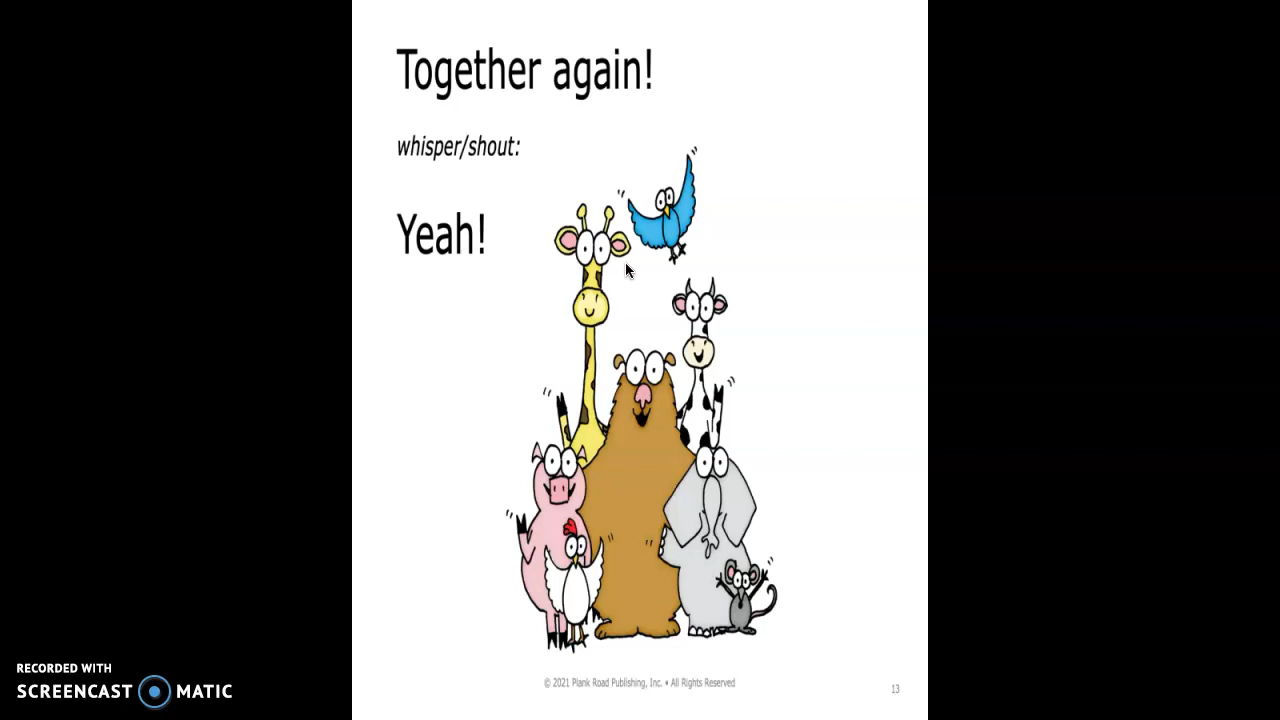 Together again!
whisper/shout:
Yeah!
© 2021 Plank Road Publishing, Inc. • All Rights Reserved
13
RECORDED WITH
SCREENCAST MATIC